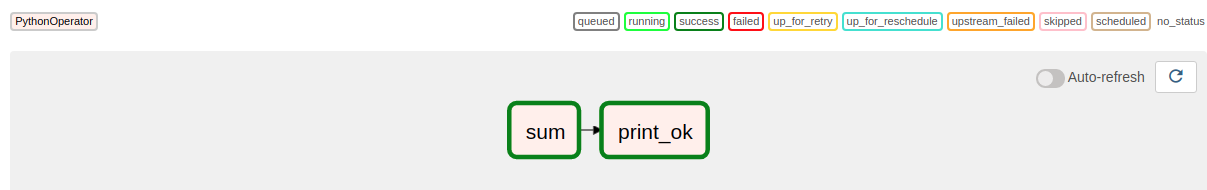 PythonOperator queued running success failed up_for_retry up_for_reschedule upstream_failed skipped scheduled no_status
Auto-refresh
sum print_ok